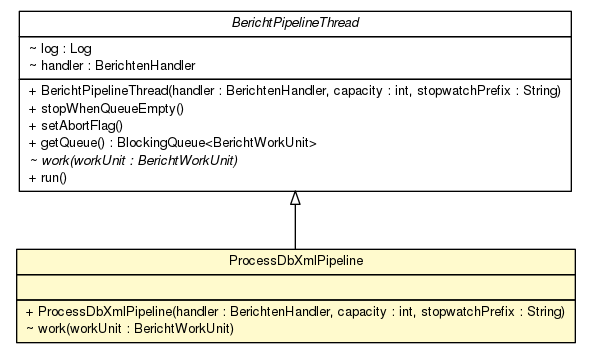 BerichtPipelineThread
~ log : Log
~ handler : BerichtenHandler
+ BerichtPipelineThread(handler : BerichtenHandler, capacity : int, stopwatchPrefix : String)
+ stopWhenQueueEmpty()
+ setAbortFlag()
+ getQueue() : BlockingQueue<BerichtWorkUnit>
~ work(workUnit : BerichtWorkUnit)
+ run()
ProcessDbXmlPipeline
+ ProcessDbXmlPipeline(handler : BerichtenHandler, capacity : int, stopwatchPrefix : String)
~ work(workUnit : BerichtWorkUnit)